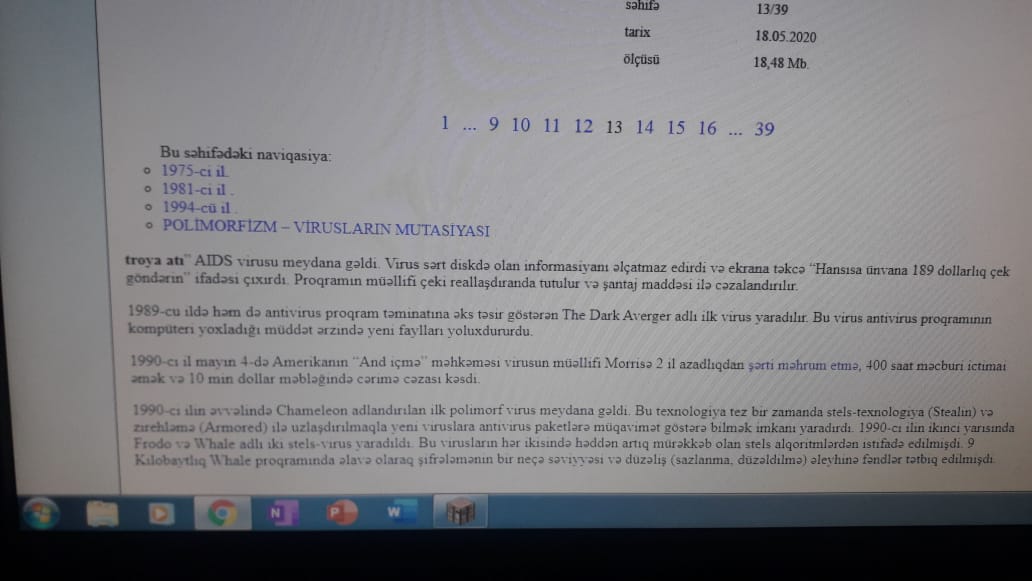 səhifə 13/39
tarix 18.05.2020
ölçüsü 18,48 Mb.
1 ... 9 10 11 12 13 14 15 16 ... 39
Bu səhifədəki naviqasiya:
1975-ci il.
1981-ci il .
1994-cü il .
POLİMORFİZM – VİRUSLARIN MUTASİYASI
troya atı” AIDS virusu meydana gəldi. Virus sərt diskdə olan informasiyanı əlçatmaz edirdi və ekrana təkcə “Hansısa ünvana 189 dollarlıq çek
göndərin” ifadəsi çıxırdı. Proqramın müəllifi çeki reallaşdıranda tutulur və şantaj maddəsi ilə cəzalandırılır.
1989-cu ildə həm də antivirus proqram təminatına əks təsir göstərən The Dark Averger adlı ilk virus yaradılır. Bu virus antivirus proqramının
kompüteri yoxladığı müddət ərzində yeni faylları yoluxdururdu.
1990-cı il mayın 4-də Amerikanın “And içmə” məhkəməsi virusun müəllifi Morrisə 2 il azadlıqdan şərti məhrum etmə, 400 saat məcburi ictimai
əmək və 10 min dollar məbləğində cərimə cəzası kəsdi.
1990-ci ilin əvvəlində Chameleon adlandırılan ilk polimorf virus meydana gəldi. Bu texnologiya tez bir zamanda stels-texnologiya (Stealin) və
zirehləmə (Armored) ilə uzlaşdırılmaqla yeni viruslara antivirus paketlərə müqavimət göstərə bilmək imkanı yaradırdı. 1990-ci ilin ikinci yarısında
Frodo və Whale adlı iki stels-virus yaradıldı. Bu virusların hər ikisində həddən artıq mürəkkəb olan stels alqoritmlərdən istifadə edilmişdi. 9
Kilobaytlıq Whale proqramında əlavə olaraq şifrələmənin bir neçə səviyyəsi və düzəliş (sazlanma, düzəldilmə) əleyhinə fəndlər tətbiq edilmişdi.
N P W